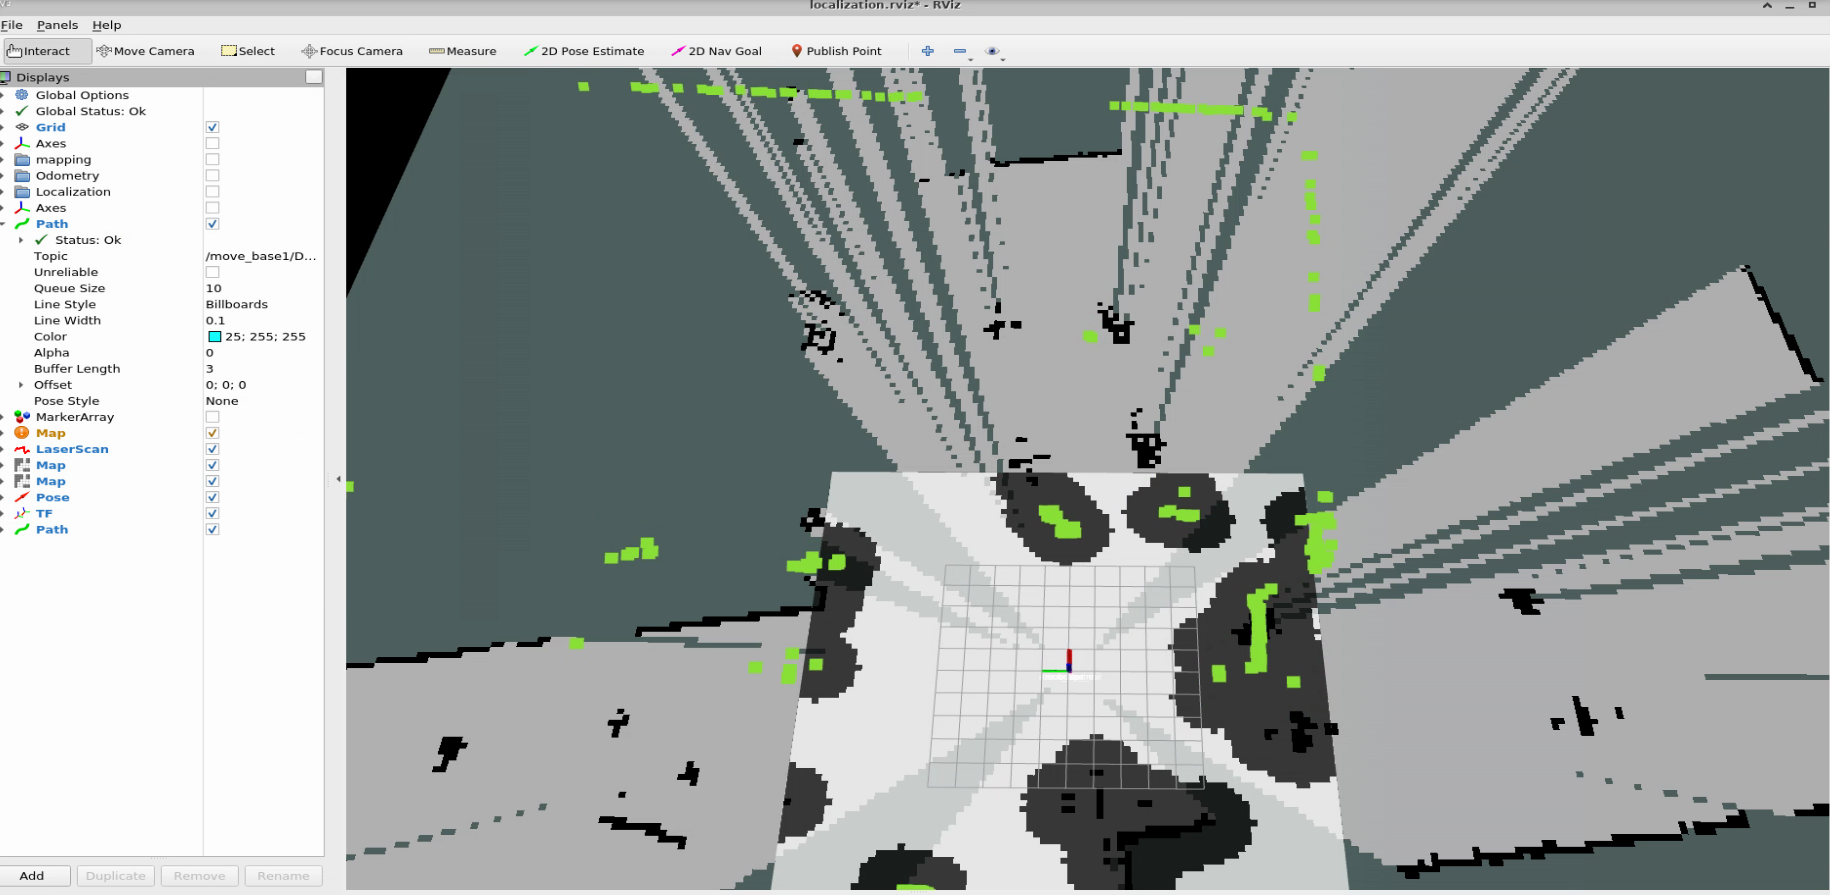 localization.rviz* - RViz
File Panels Help
Interact Move Camera Select Focus Camera Measure 2D Pose Estimate 2D Nav Goal Publish Point
Displays
Global Options
Global Status: Ok
Grid
Axes
mapping
Odometry
Localization
Axes
Path
Status: Ok
Topic /move_base1/D...
Unreliable
Queue Size 10
Line Style Billboards
Line Width 0.1
Color 25; 255; 255
Alpha 0
Buffer Length 3
Offset 0; 0; 0
Pose Style None
MarkerArray
Map
LaserScan
Map
Map
Pose
TF
Path
Add Duplicate Remove Rename